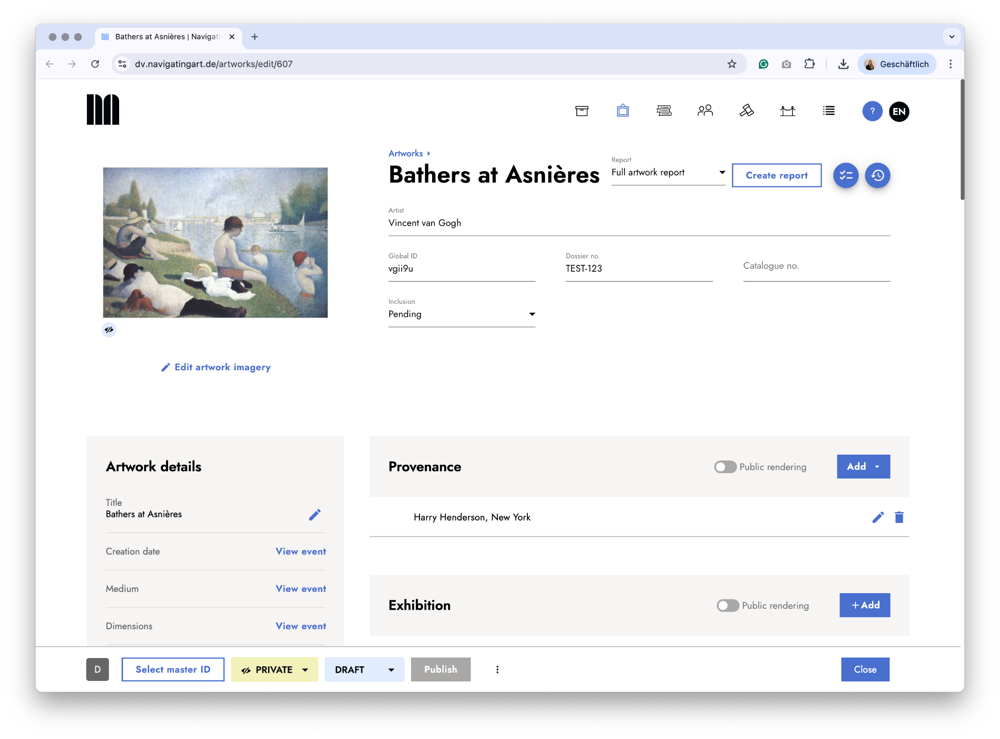 Bathers at Asnières | Navigati
dv.navigatingart.de/artworks/edit/607
Geschäftlich
? EN
Artworks
Bathers at Asnières
Report
Full artwork report
Create report
Artist
Vincent van Gogh
Global ID
vgii9u
Dossier no.
TEST-123
Catalogue no.
Inclusion
Pending
Edit artwork imagery
Artwork details
Title
Bathers at Asnières
Creation date View event
Medium View event
Dimensions View event
Provenance Public rendering Add
Harry Henderson, New York
Exhibition Public rendering +Add
D Select master ID PRIVATE DRAFT Publish Close